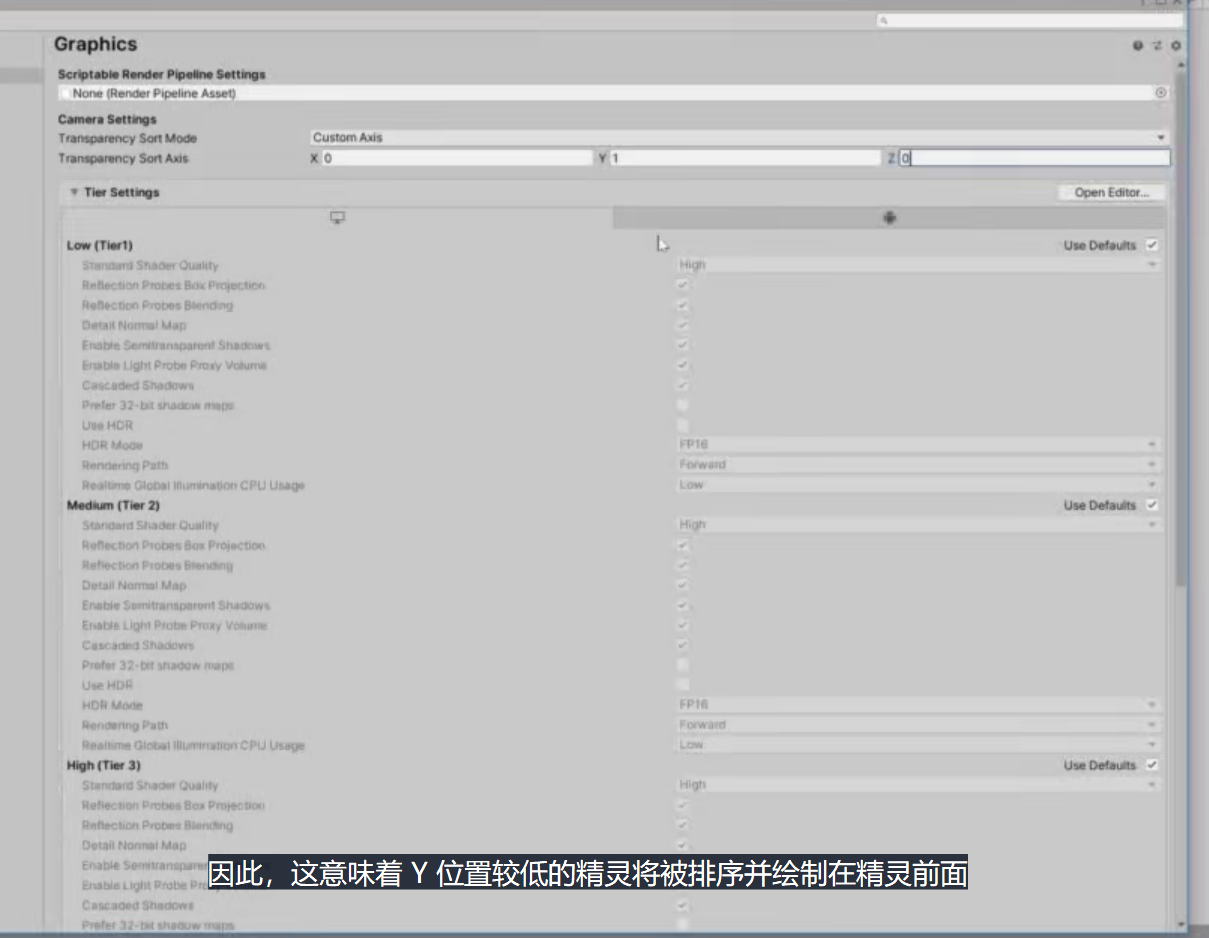 Graphics
Scriptable Render Pipeline Settings
None (Render Pipeline Asset)
Camera Settings
Transparency Sort Mode Custom Axis
Transparency Sort Axis X 0 Y 1 Z 0
Tier Settings Open Editor...
Low (Tier1) Use Defaults
Standard Shader Quality High
Reflection Probes Box Projection
Reflection Probes Blending
Detail Normal Map
Enable Semitransparent Shadows
Enable Light Probe Proxy Volume
Cascaded Shadows
Prefer 32-bit shadow maps
Use HDR
HDR Mode FP16
Rendering Path Forward
Realtime Global Illumination CPU Usage Low
Medium (Tier 2) Use Defaults
Standard Shader Quality High
Reflection Probes Box Projection
Reflection Probes Blending
Detail Normal Map
Enable Semitransparent Shadows
Enable Light Probe Proxy Volume
Cascaded Shadows
Prefer 32-bit shadow maps
Use HDR
HDR Mode FP16
Rendering Path Forward
Realtime Global Illumination CPU Usage Low
High (Tier 3) Use Defaults
Standard Shader Quality High
Reflection Probes Box Projection
Reflection Probes Blending
Detail Normal Map
Enable
Enable Light
因此，这意味着 Y 位置较低的精灵将被排序并绘制在精灵前面
Cascaded Shadows
Prefer 32-bit shadow maps